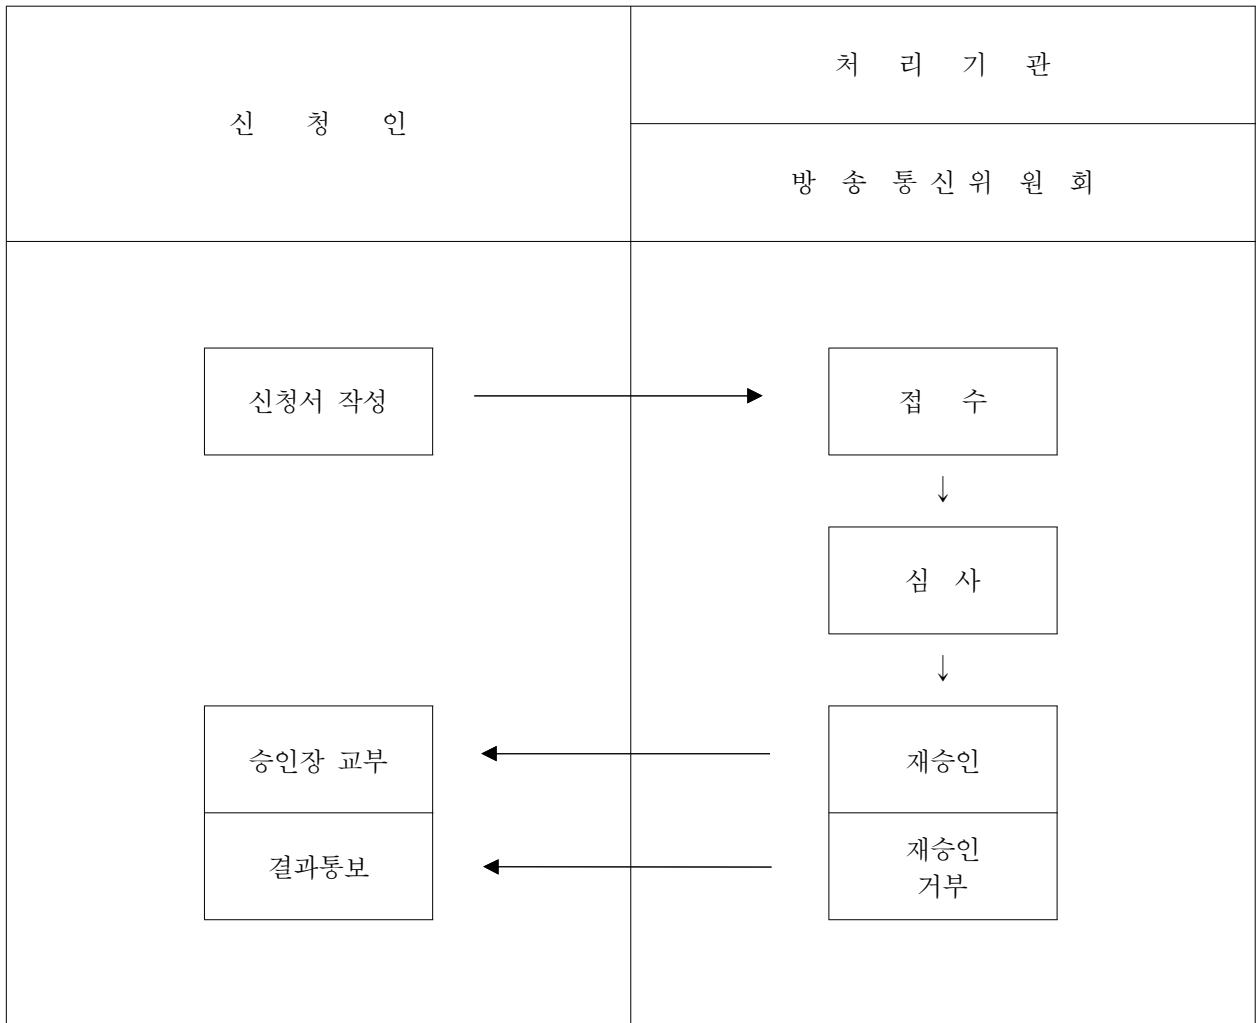 신 청 인
처 리 기 관
방 송 통 신 위 원 회
신청서 작성
접 수
↓
심 사
↓
승인장 교부
재승인
결과통보
재승인
거부